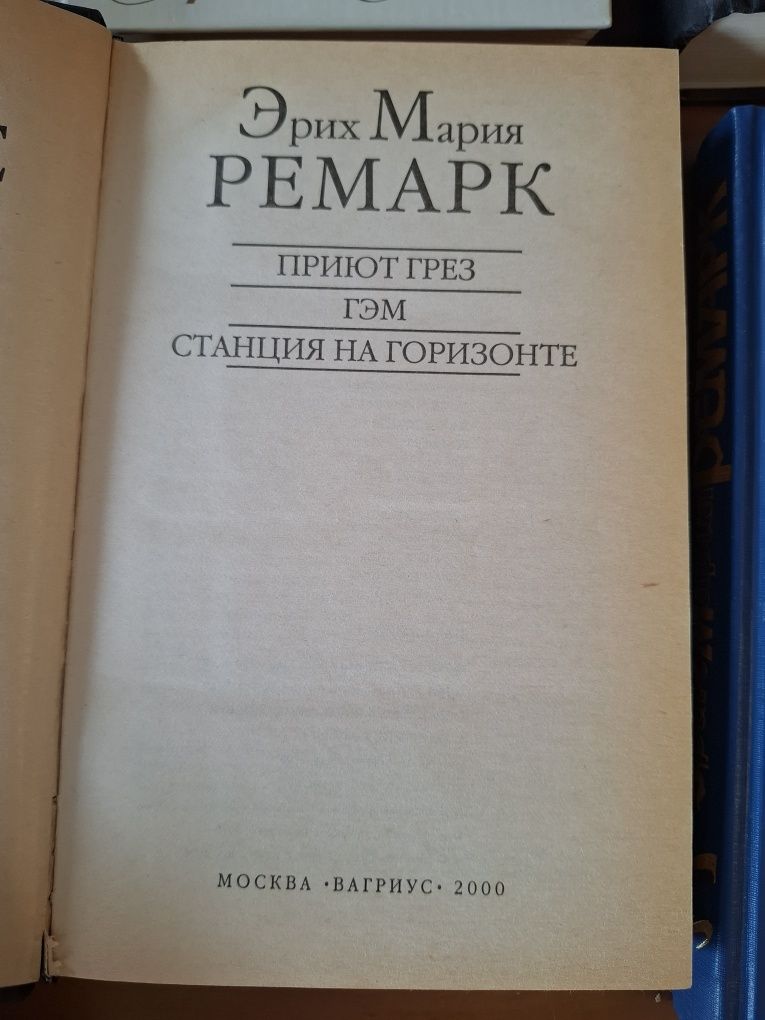 Эрих Мария
РЕМАРК
ПРИЮТ ГРЕЗ
ГЭМ
СТАНЦИЯ НА ГОРИЗОНТЕ
МОСКВА •ВАГРИУС• 2000